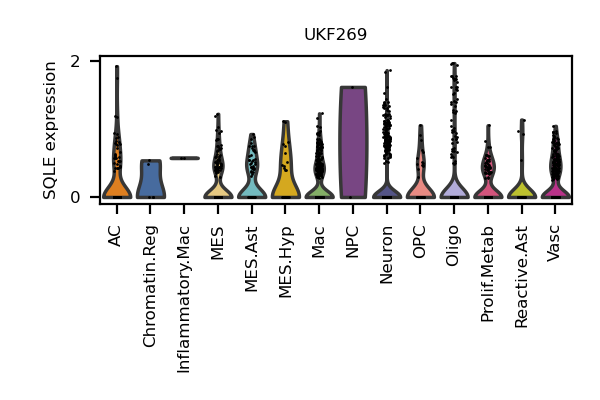 UKF269
SQLE expression
2
0
AC
Chromatin.Reg
Inflammatory.Mac
MES
MES.Ast
MES.Hyp
Mac
NPC
Neuron
OPC
Oligo
Prolif.Metab
Reactive.Ast
Vasc